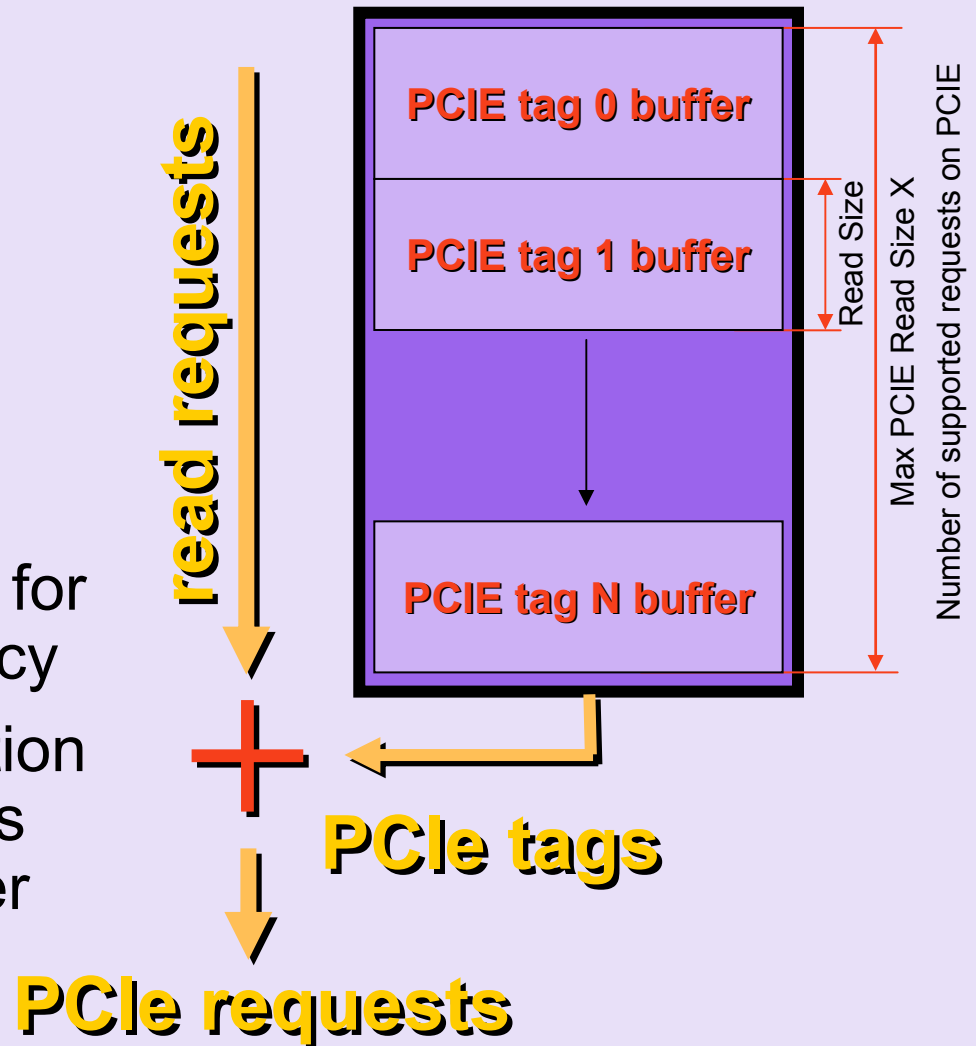 PCIE tag 0 buffer
PCIE tag 1 buffer
PCIE tag N buffer
Read Size
Max PCIE Read Size X
Number of supported requests on PCIE
read requests
for
cy
tion
s
er
PCIe tags
PCIe requests